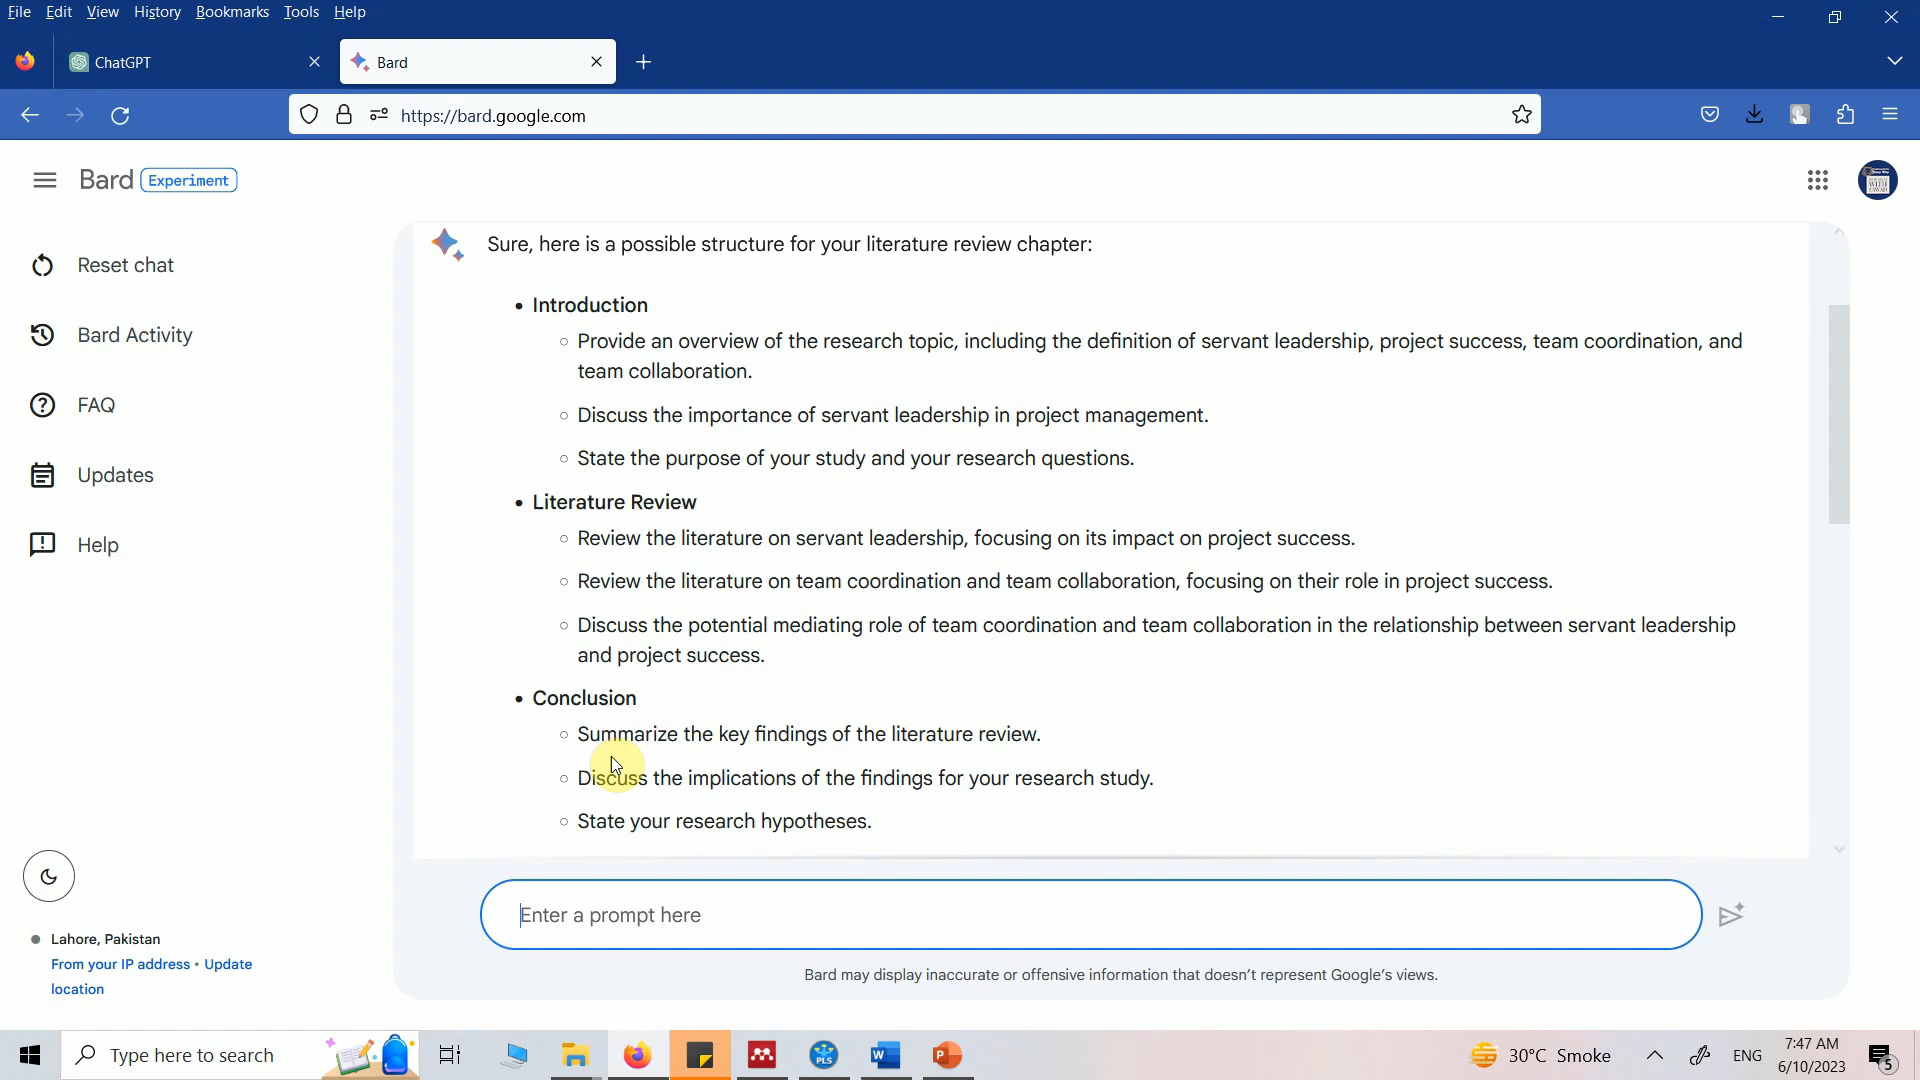 File Edit View History Bookmarks Tools Help
ChatGPT
Bard
https://bard.google.com
Bard Experiment
Reset chat
Bard Activity
FAQ
Updates
Help
Sure, here is a possible structure for your literature review chapter:
• Introduction
○ Provide an overview of the research topic, including the definition of servant leadership, project success, team coordination, and
team collaboration.
○ Discuss the importance of servant leadership in project management.
○ State the purpose of your study and your research questions.
• Literature Review
○ Review the literature on servant leadership, focusing on its impact on project success.
○ Review the literature on team coordination and team collaboration, focusing on their role in project success.
○ Discuss the potential mediating role of team coordination and team collaboration in the relationship between servant leadership
and project success.
• Conclusion
○ Summarize the key findings of the literature review.
○ Discuss the implications of the findings for your research study.
○ State your research hypotheses.
Enter a prompt here
Bard may display inaccurate or offensive information that doesn't represent Google's views.
Lahore, Pakistan
From your IP address • Update
location
Type here to search
PLS
W
P
30°C Smoke
ENG
7:47 AM
6/10/2023
5